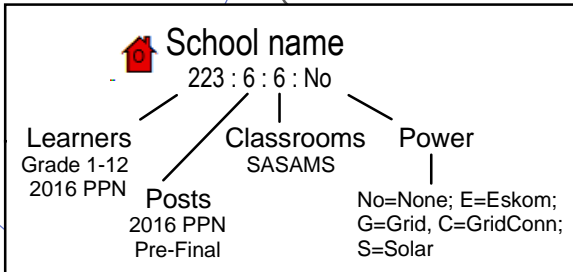 O
School name
223 : 6 : 6 : No
Learners
Grade 1-12
2016 PPN
Posts
2016 PPN
Pre-Final
Classrooms
SASAMS
Power
No=None; E=Eskom;
G=Grid, C=GridConn;
S=Solar